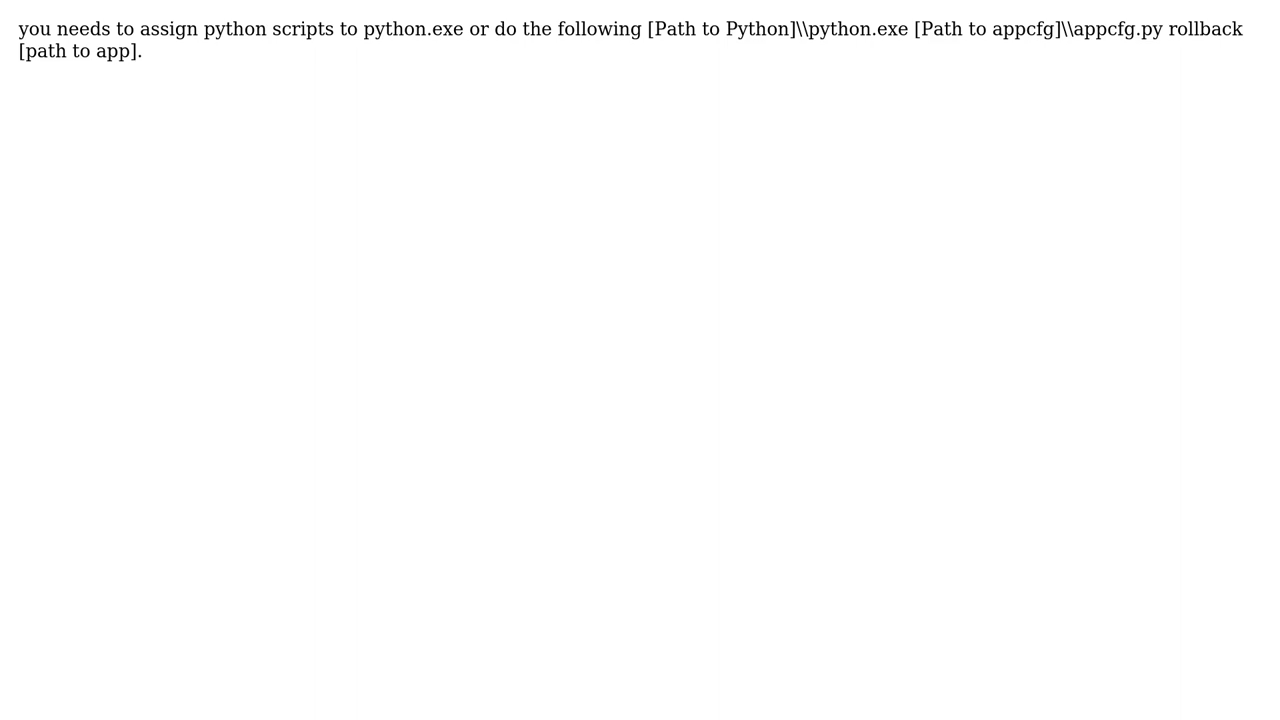 you needs to assign python scripts to python.exe or do the following [Path to Python]\\python.exe [Path to appcfg]\\appcfg.py rollback
[path to app].